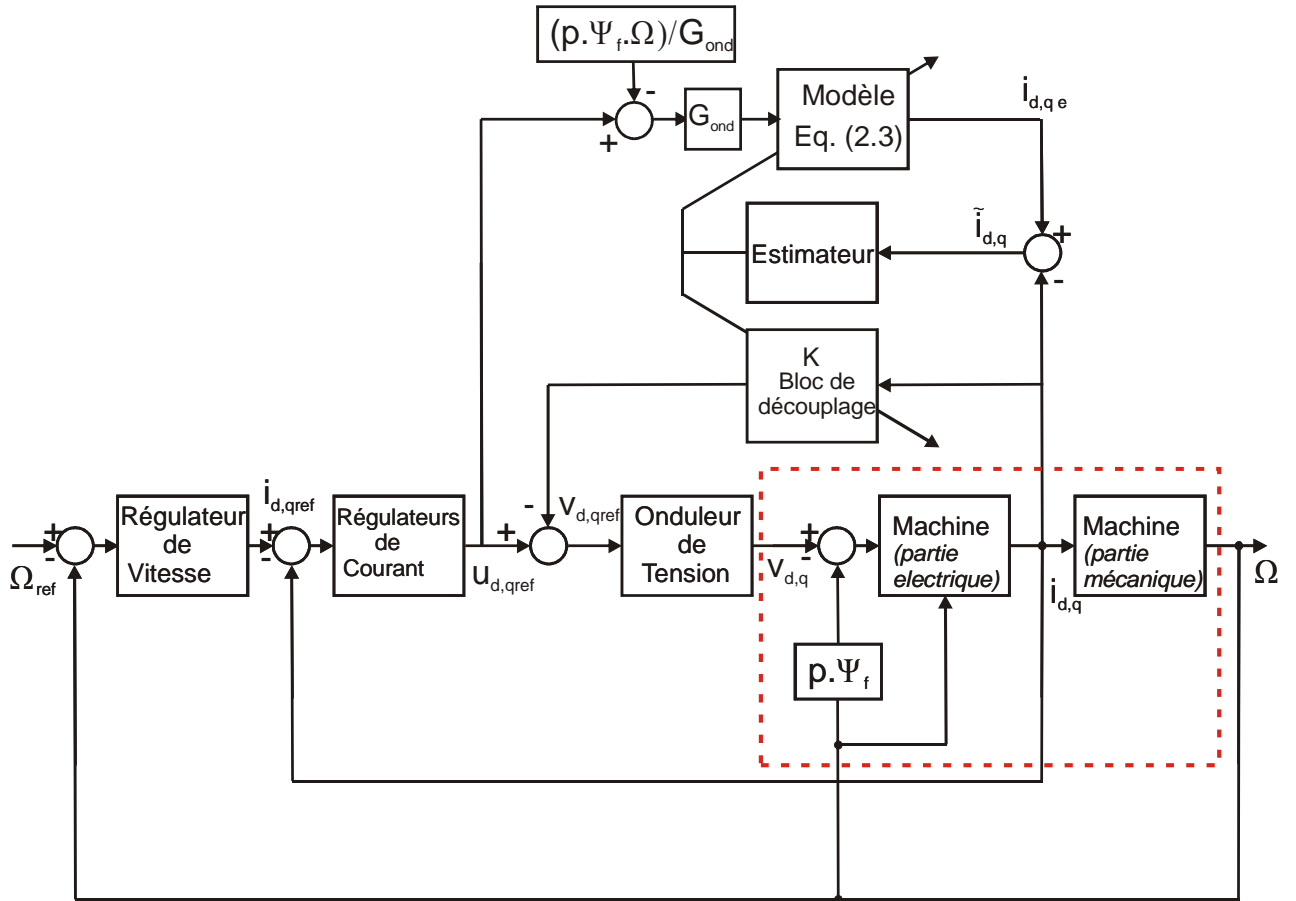 (p.Ψf.Ω)/Gond
-
+
Gond
Modèle
Eq. (2.3)
id,q e
ĩd,q
+
-
Estimateur
K
Bloc de
découplage
id,qref
+
-
Ωref
Régulateur
de
Vitesse
+
-
Régulateurs
de
Courant
ud,qref
+
-
vd,qref
Onduleur
de
Tension
vd,q
+
-
Machine
(partie
electrique)
id,q
Machine
(partie
mécanique)
Ω
p.Ψf